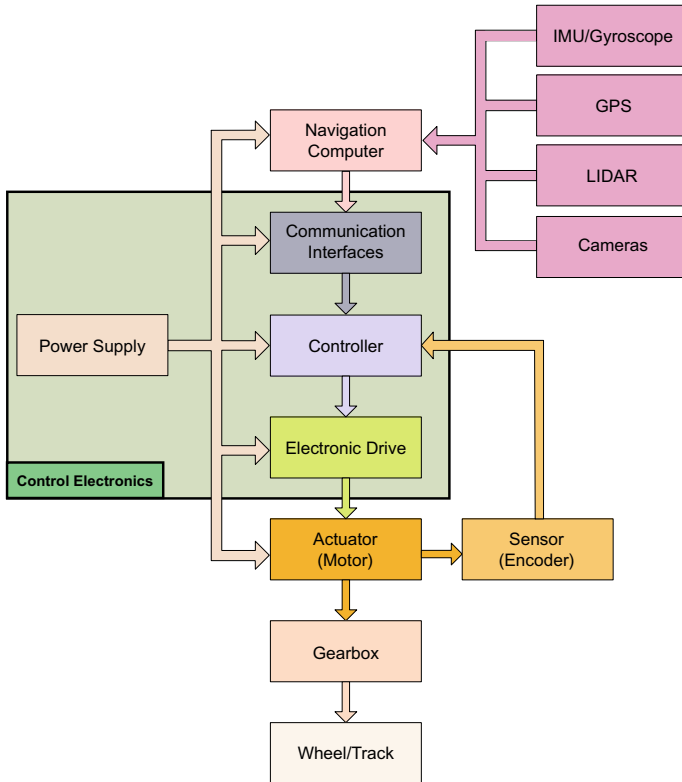 IMU/Gyroscope
GPS
LIDAR
Cameras
Navigation
Computer
Communication
Interfaces
Power Supply
Controller
Electronic Drive
Control Electronics
Actuator
(Motor)
Sensor
(Encoder)
Gearbox
Wheel/Track